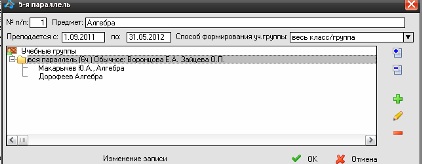 5-я параллель
№ п/п: 1 Предмет: Алгебра
Преподается с: 1.09.2011 по: 31.05.2012 Способ формирования уч.группы: весь класс/группа
Учебные группы
вся параллель (6ч) Обычное: Воронцова Е.А. Зайцева О.П.
Макарычев Ю.А., Алгебра
Дорофеев Алгебра
Изменение записи OK Отмена